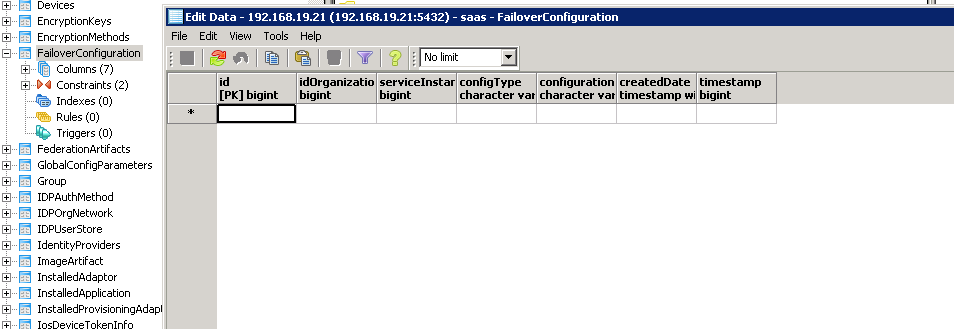 Devices
EncryptionKeys
EncryptionMethods
FailoverConfiguration
Columns (7)
Constraints (2)
Indexes (0)
Rules (0)
Triggers (0)
FederationArtifacts
GlobalConfigParameters
Group
IDPAuthMethod
IDPOrgNetwork
IDPUserStore
IdentityProviders
ImageArtifact
InstalledAdaptor
InstalledApplication
InstalledProvisioningAdapt
IosDeviceTokenInfo
Edit Data - 192.168.19.21 (192.168.19.21:5432) - saas - FailoverConfiguration
File Edit View Tools Help
No limit
id idOrganizatio serviceInstar configType configuration createdDate timestamp
[PK] bigint bigint bigint character var character var timestamp wi bigint
*